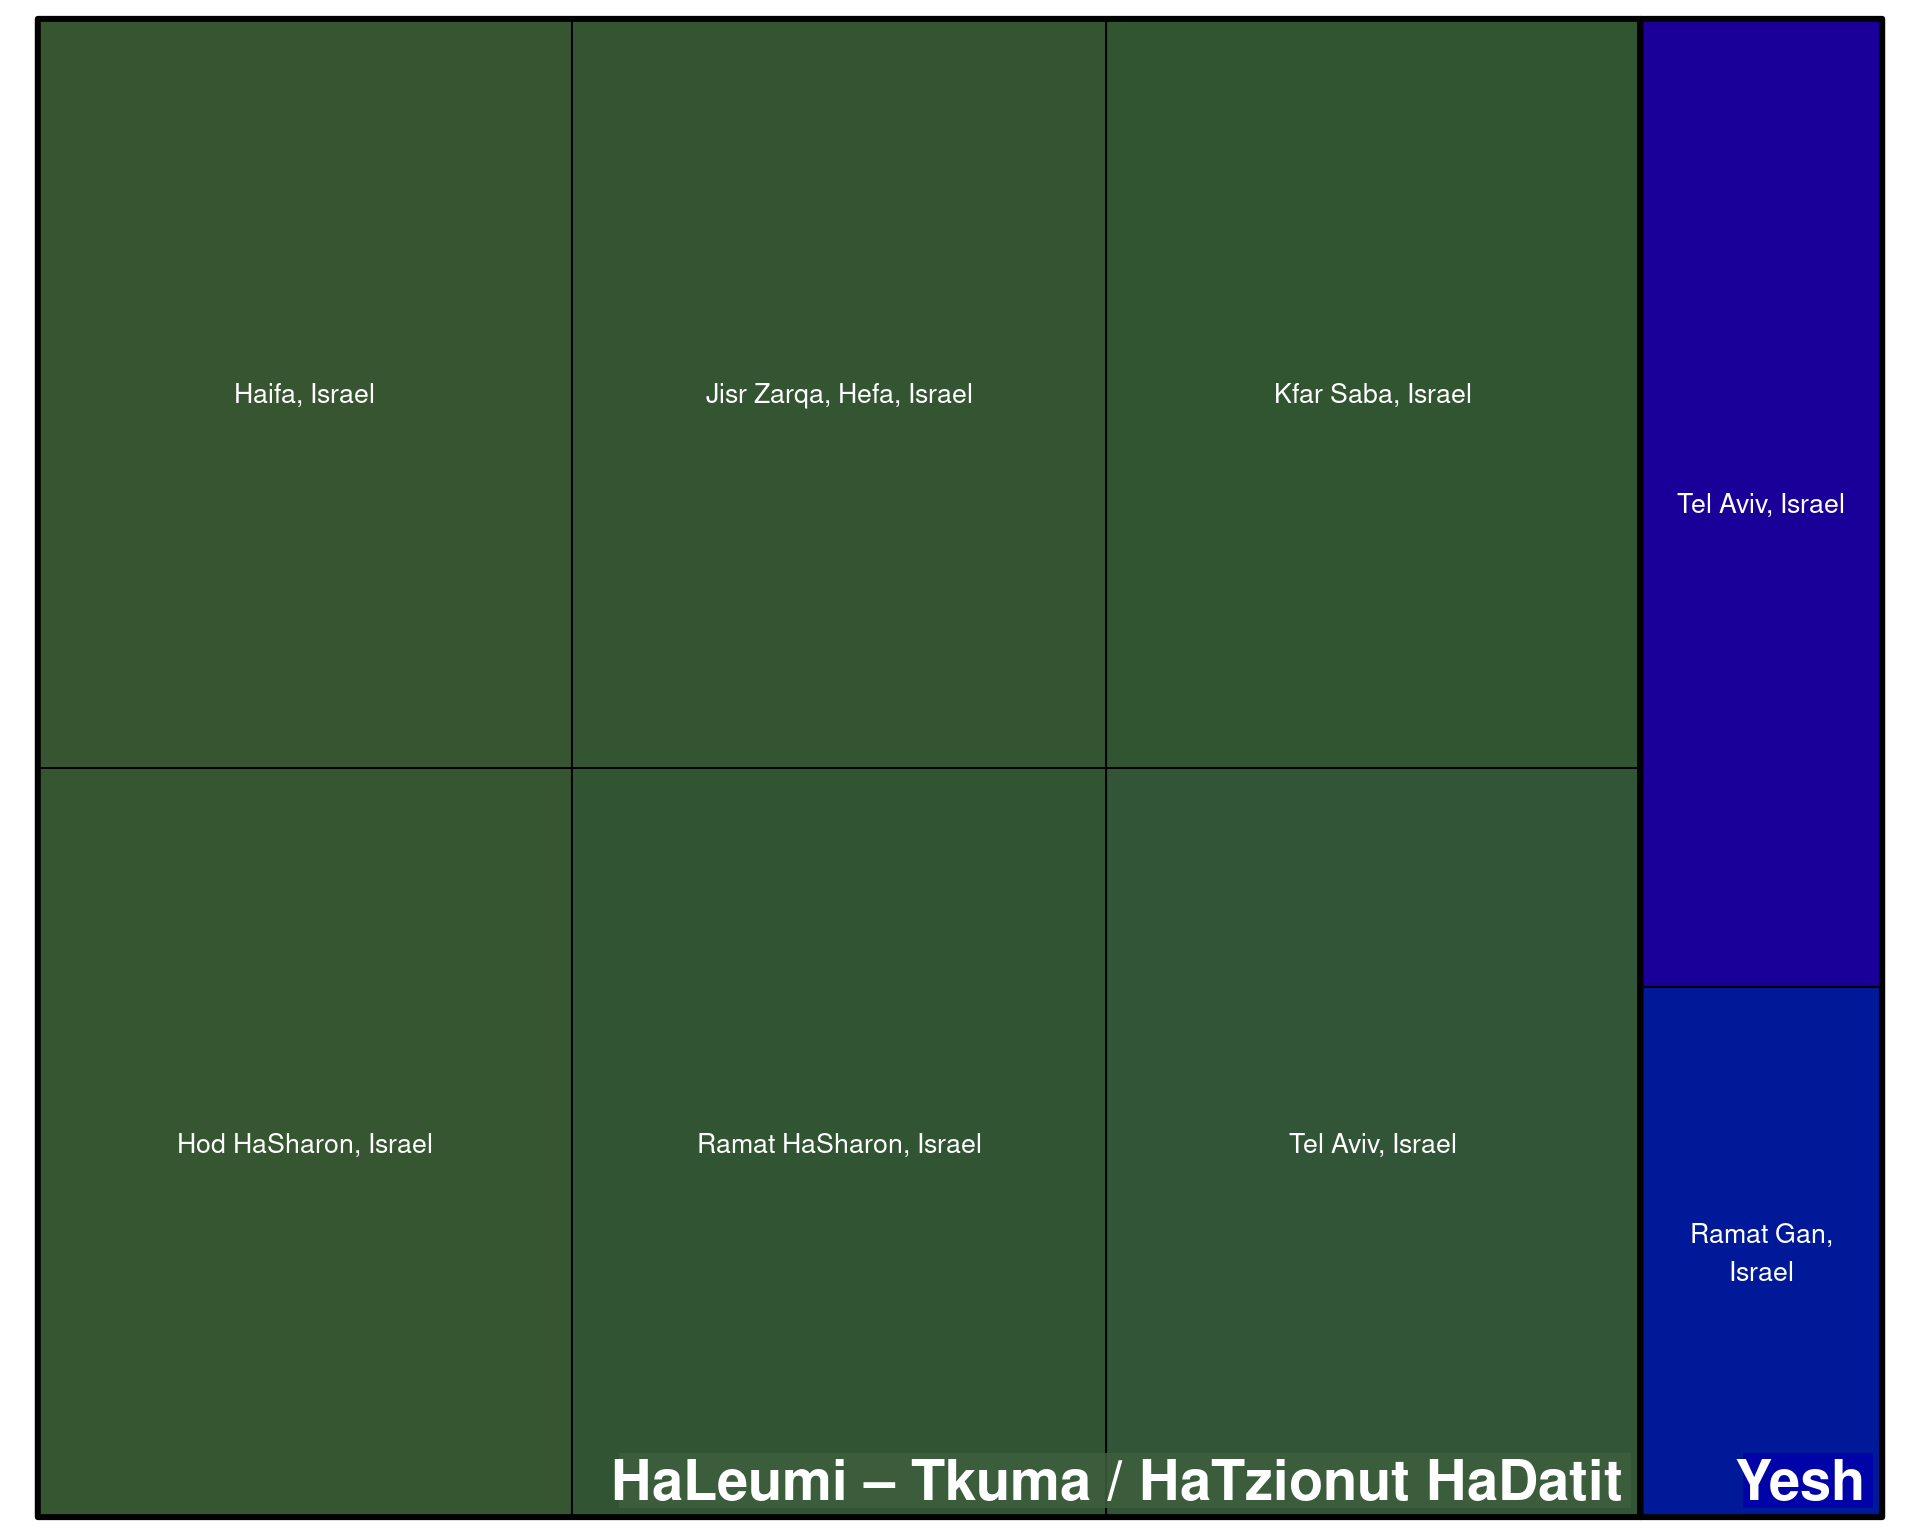 Haifa, Israel
Jisr Zarqa, Hefa, Israel
Kfar Saba, Israel
Tel Aviv, Israel
Hod HaSharon, Israel
Ramat HaSharon, Israel
Tel Aviv, Israel
Ramat Gan,
Israel
HaLeumi – Tkuma / HaTzionut HaDatit
Yesh